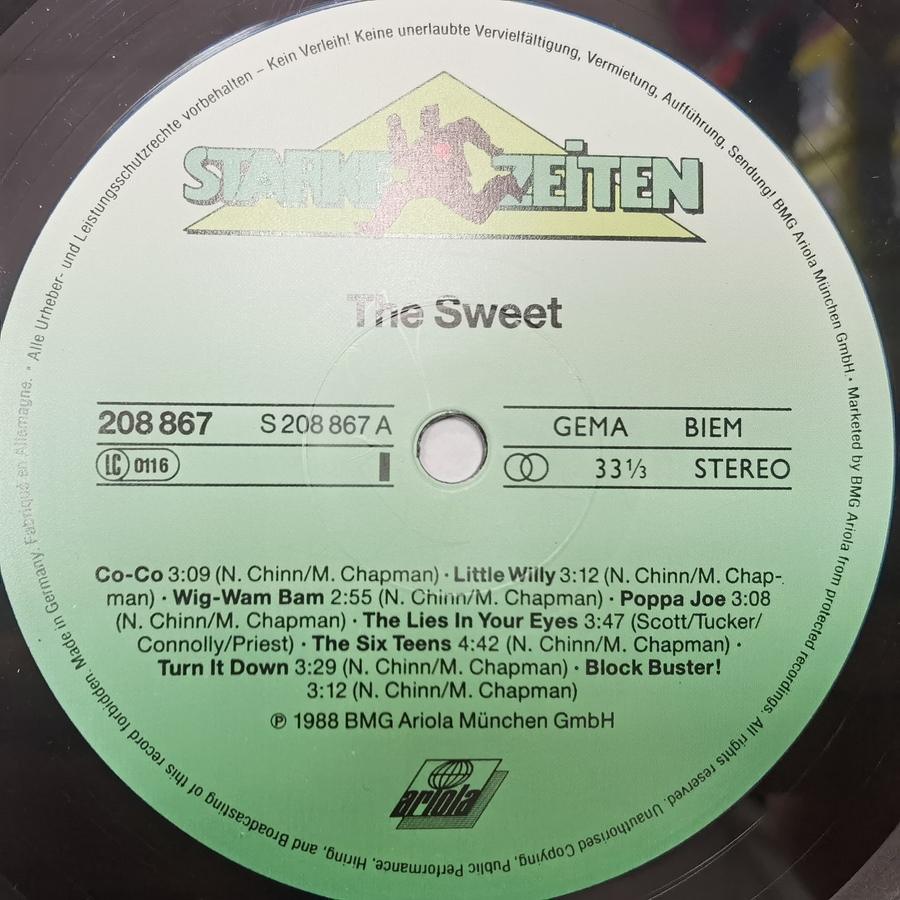 Alle Urheber- und Leistungsschutzrechte vorbehalten – Kein Verleih! Keine unerlaubte Vervielfältigung, Vermietung, Aufführung, Sendung! BMG Ariola München GmbH. • Marketed by BMG Ariola from protected recordings. All rights reserved. Unauthorised Copying, Public Performance, Hiring, and Broadcasting of this record forbidden. Made in Germany. Fabriqué en Allemagne. •
STARKE ZEITEN
The Sweet
208 867 S 208 867 A
GEMA BIEM
LC 0116
33 1/3 STEREO
Co-Co 3:09 (N. Chinn/M. Chapman) · Little Willy 3:12 (N. Chinn/M. Chap-
man) · Wig-Wam Bam 2:55 (N. Chinn/M. Chapman) · Poppa Joe 3:08
(N. Chinn/M. Chapman) · The Lies In Your Eyes 3:47 (Scott/Tucker/
Connolly/Priest) · The Six Teens 4:42 (N. Chinn/M. Chapman) ·
Turn It Down 3:29 (N. Chinn/M. Chapman) · Block Buster!
3:12 (N. Chinn/M. Chapman)
℗ 1988 BMG Ariola München GmbH
ariola